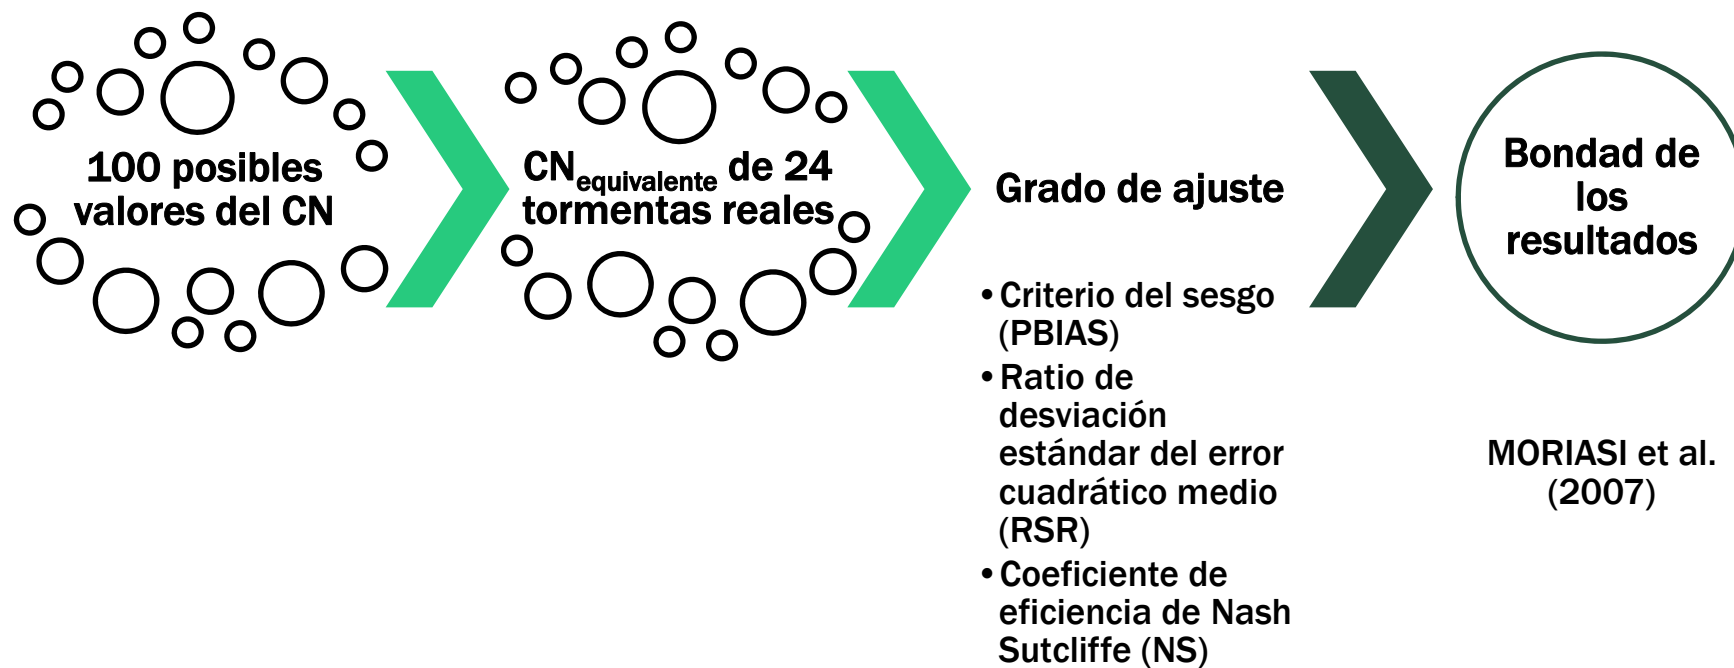 100 posibles
valores del CN
CNequivalente de 24
tormentas reales
Grado de ajuste
•Criterio del sesgo
(PBIAS)
•Ratio de
desviación
estándar del error
cuadrático medio
(RSR)
•Coeficiente de
eficiencia de Nash
Sutcliffe (NS)
Bondad de
los
resultados
MORIASI et al.
(2007)